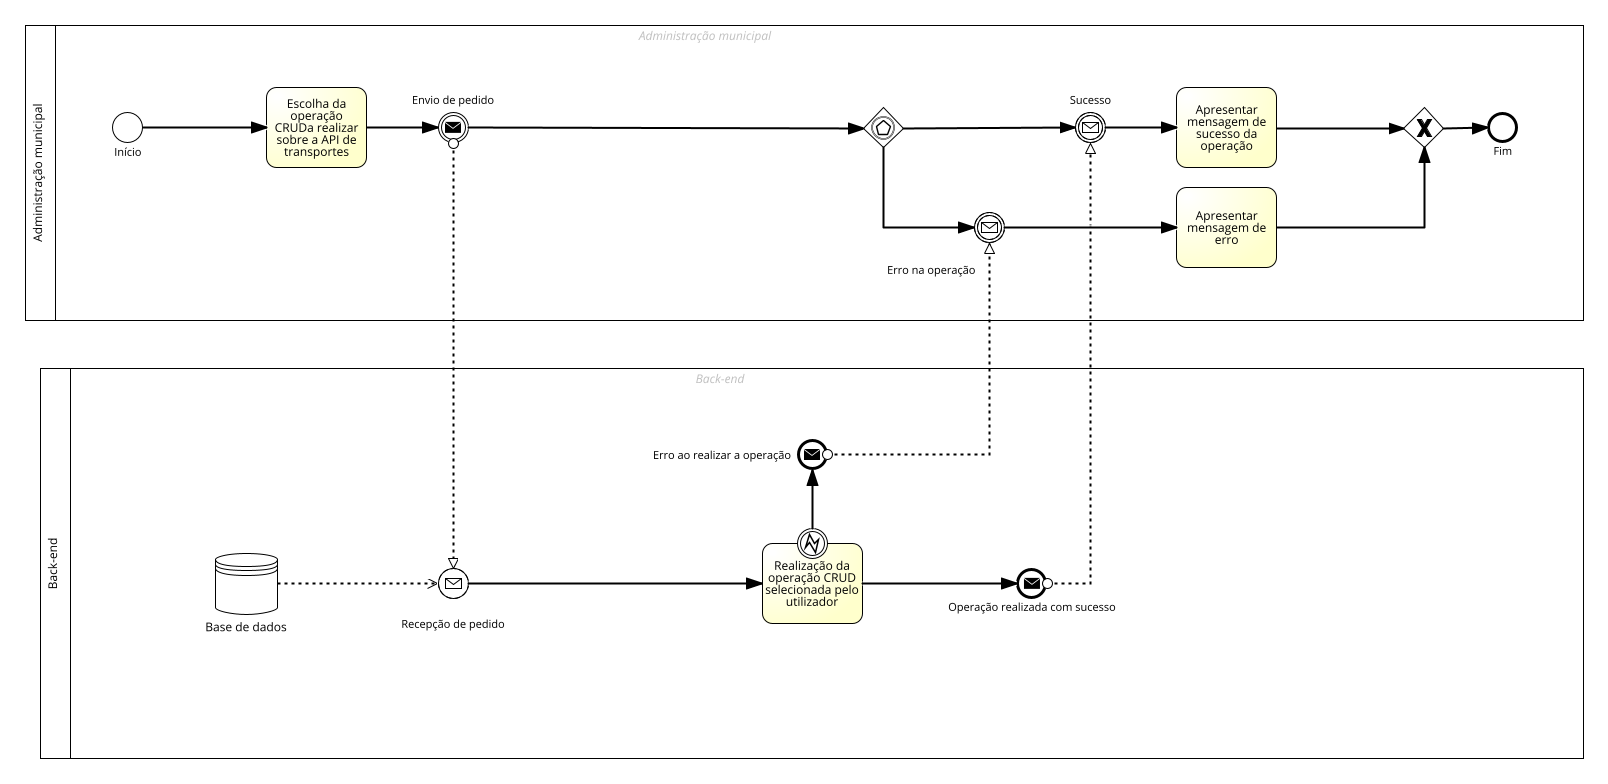 Administração municipal
Administração municipal
Início
Escolha da
operação
CRUDa realizar
sobre a API de
transportes
Envio de pedido
Sucesso
Apresentar
mensagem de
sucesso da
operação
Fim
Erro na operação
Apresentar
mensagem de
erro
Back-end
Back-end
Erro ao realizar a operação
Base de dados
Recepção de pedido
Realização da
operação CRUD
selecionada pelo
utilizador
Operação realizada com sucesso